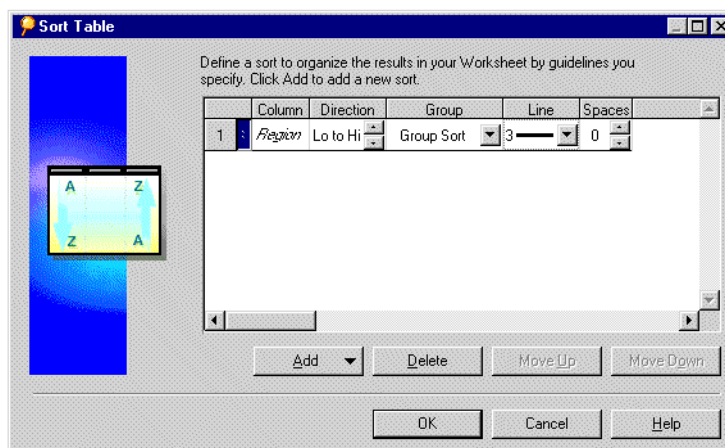 Sort Table
Define a sort to organize the results in your Worksheet by guidelines you
specify. Click Add to add a new sort.
Column Direction Group Line Spaces
1 Region Lo to Hi Group Sort 3 0
A Z
Z A
Add Delete Move Up Move Down
OK Cancel Help